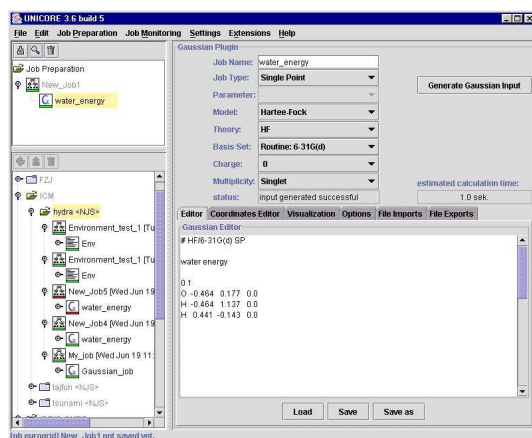 UNICORE 3.6 build 5
File Edit Job Preparation Job Monitoring Settings Extensions Help
Job Preparation
New_Job1
water_energy
FZJ
ICM
hydra <NJS>
Environment_test_1 [Tu
Env
Environment_test_1 [Tu
Env
New_Job5 [Wed Jun 19
water_energy
New_Job4 [Wed Jun 19
water_energy
My_job [Wed Jun 19 11:
Gaussian_job
tajfun <NJS>
tsunami <NJS>
Gaussian Plugin
Job Name: water_energy
Job Type: Single Point
Parameter:
Model: Hartee-Fock
Theory: HF
Basis Set: Routine: 6-31G(d)
Charge: 0
Multiplicity: Singlet
status: input generated successful
Generate Gaussian Input
estimated calculation time:
1.0 sek.
Editor Coordinates Editor Visualization Options File Imports File Exports
Gaussian Editor
# HF/6-31G(d) SP
water energy
0 1
O -0.464 0.177 0.0
H -0.464 1.137 0.0
H 0.441 -0.143 0.0
Load Save Save as
[Job eurogrid] New_Job1 not saved yet.